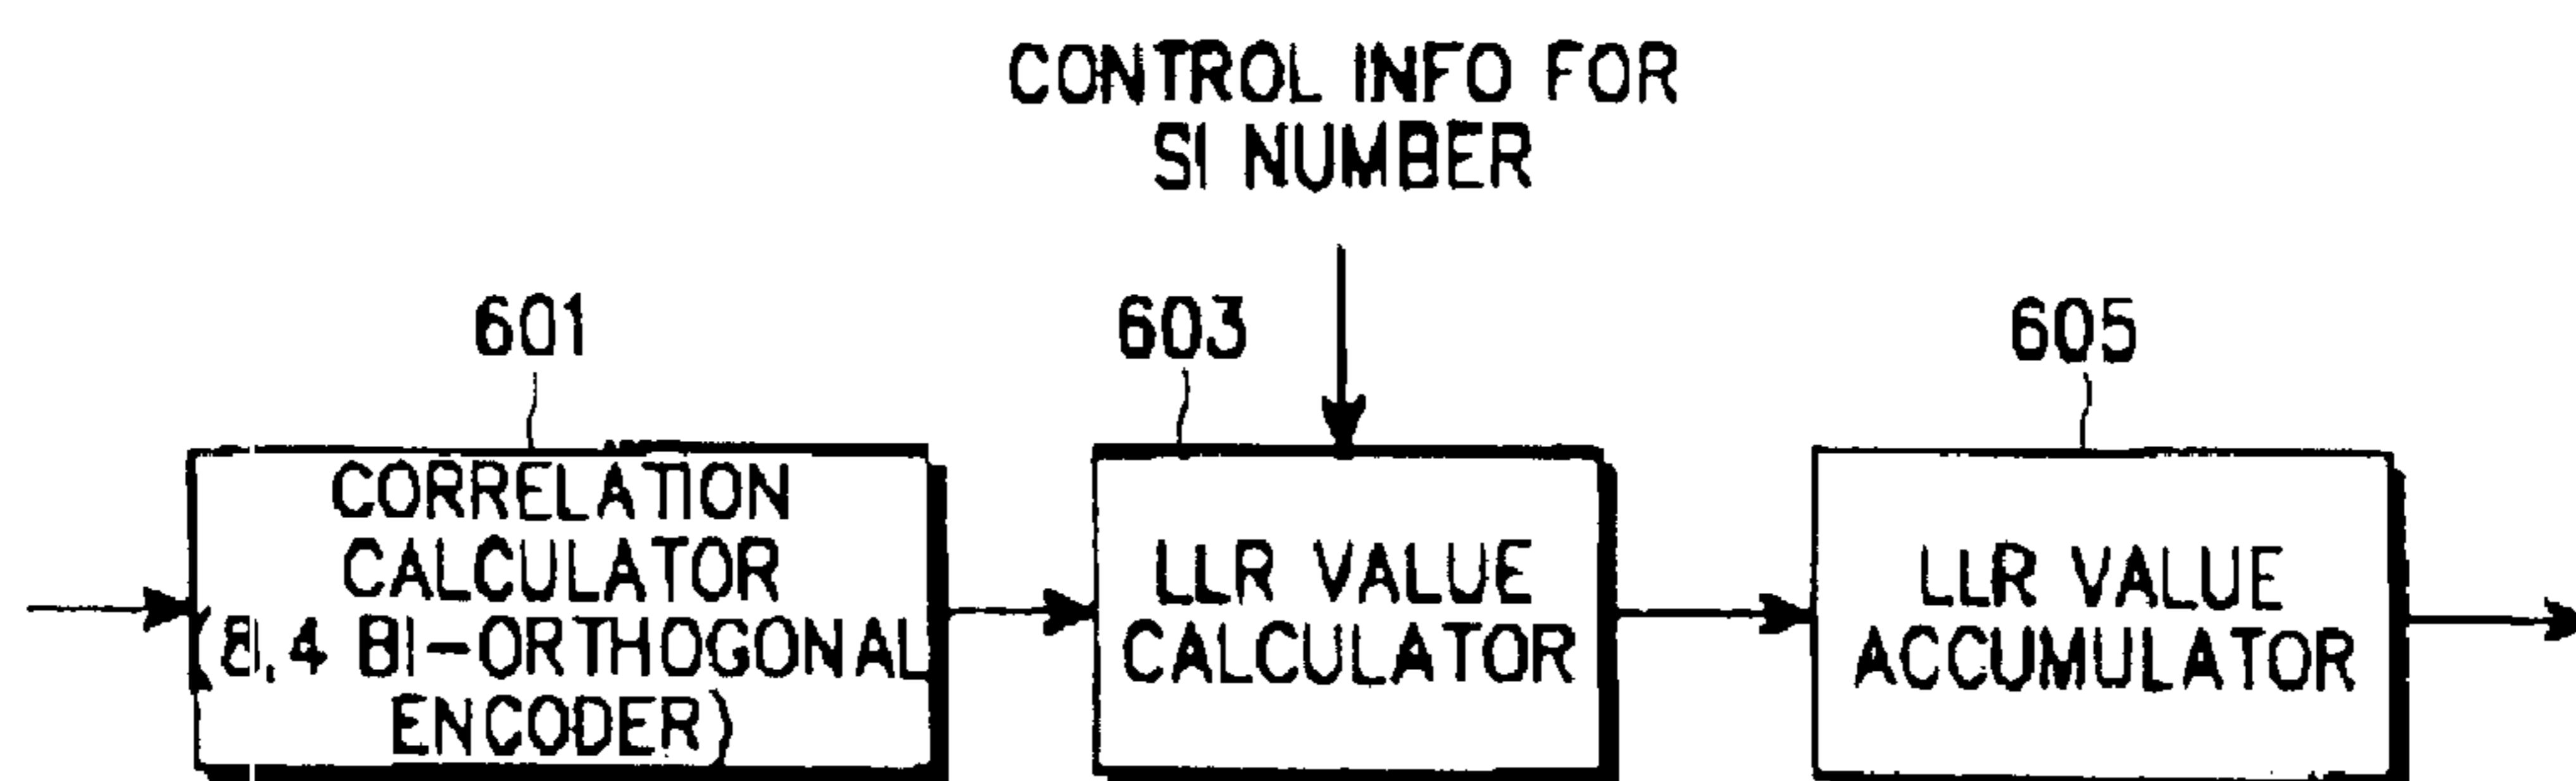 CONTROL INFO FOR
SI NUMBER
601
603
605
CORRELATION
CALCULATOR
(8,4 BI-ORTHOGONAL
ENCODER)
LLR VALUE
CALCULATOR
LLR VALUE
ACCUMULATOR